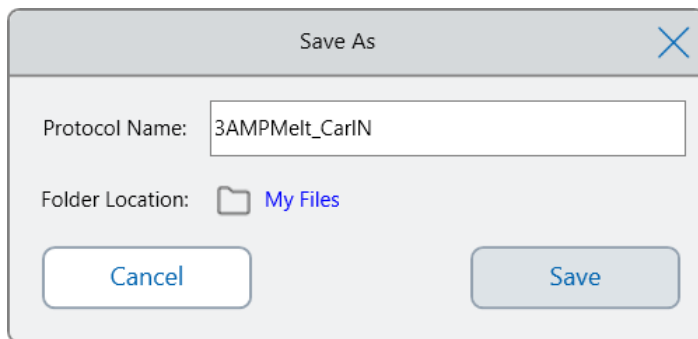 Save As
Protocol Name: 3AMPMelt_CarlN
Folder Location: My Files
Cancel Save